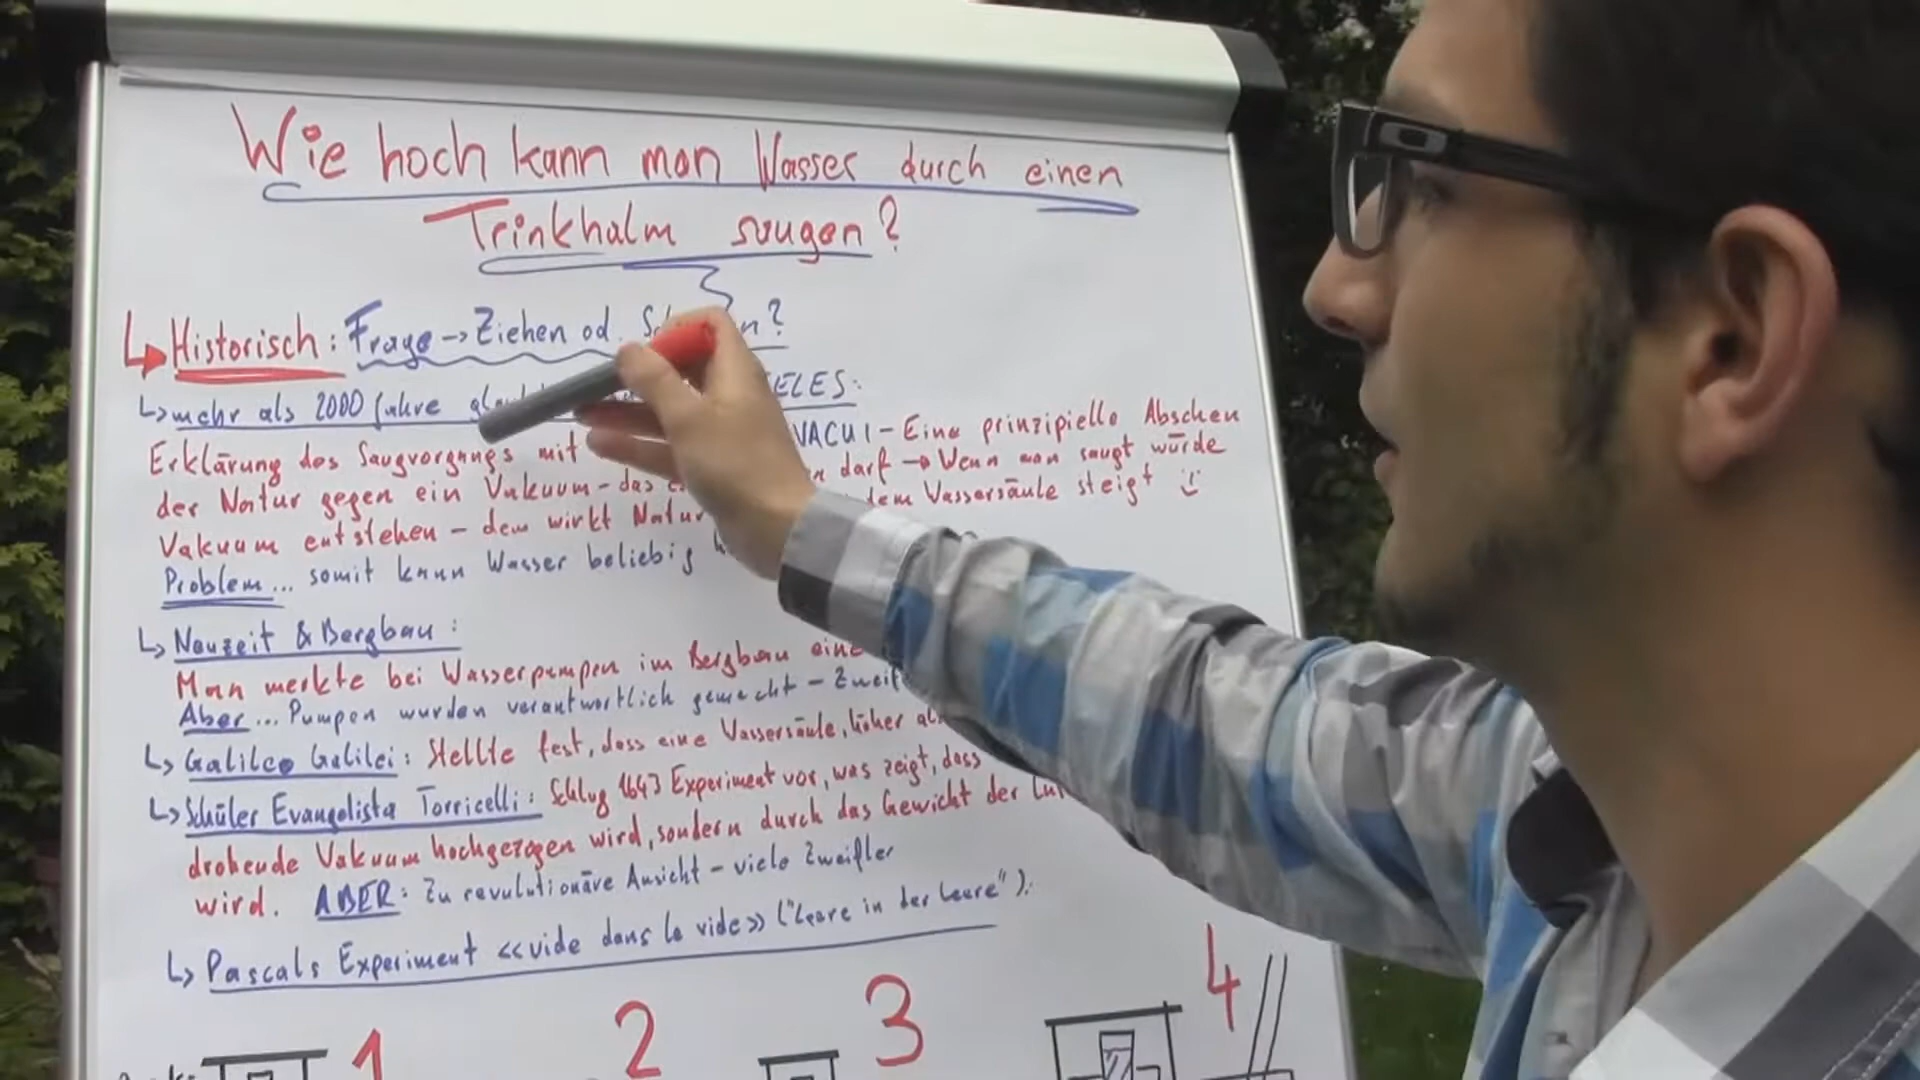 Wie hoch kann man Wasser durch einen
Trinkhalm saugen?
Historisch: Frage → Ziehen od.
↳ mehr als 2000 Jahre ELES:
Erklärung des Saugvorgangs mit VACUI - Eine prinzipielle Abscheu
der Natur gegen ein Vakuum - das darf → Wenn man saugt würde
Vakuum entstehen - dem wirkt Natur dem Wassersäule steigt
Problem... somit kann Wasser beliebig
↳ Neuzeit & Bergbau:
Man merkte bei Wasserpumpen im Bergbau eine
Aber... Pumpen wurden verantwortlich gemacht -
↳ Galileo Galilei: Stellte fest, dass eine Wassersäule, höher
↳ Schüler Evangelista Torricelli: Schlug 1643 Experiment vor, was zeigt, dass
drohende Vakuum hochgezogen wird, sondern durch das Gewicht der
wird. ABER: Zu revulutionäre Ansicht - viele Zweifler
↳ Pascals Experiment <<vide dans le vide>> ("Leere in der Leere"):
1 2 3 4